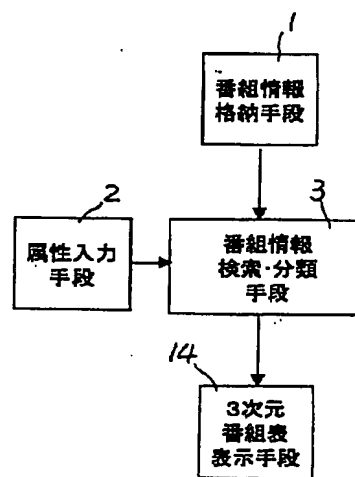 1
番組情報
格納手段
2
属性入力
手段
3
番組情報
検索・分類
手段
14
3次元
番組表
表示手段